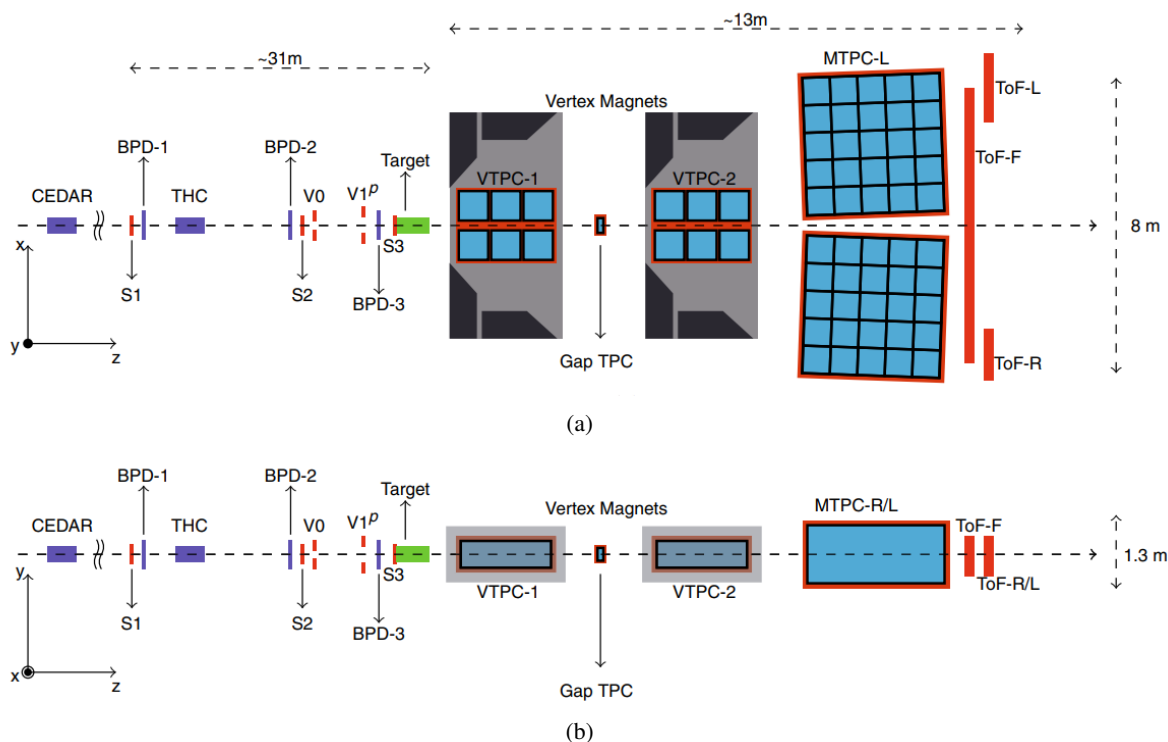 ~13m
~31m
MTPC-L
ToF-L
Vertex Magnets
BPD-1
BPD-2
Target
ToF-F
CEDAR
THC
V0
V1p
VTPC-1
VTPC-2
x
S3
8 m
S1
S2
BPD-3
y
z
Gap TPC
ToF-R
(a)
BPD-1
BPD-2
Target
Vertex Magnets
MTPC-R/L
CEDAR
THC
V0
V1p
ToF-F
y
S3
1.3 m
VTPC-1
VTPC-2
ToF-R/L
S1
S2
BPD-3
x
z
Gap TPC
(b)